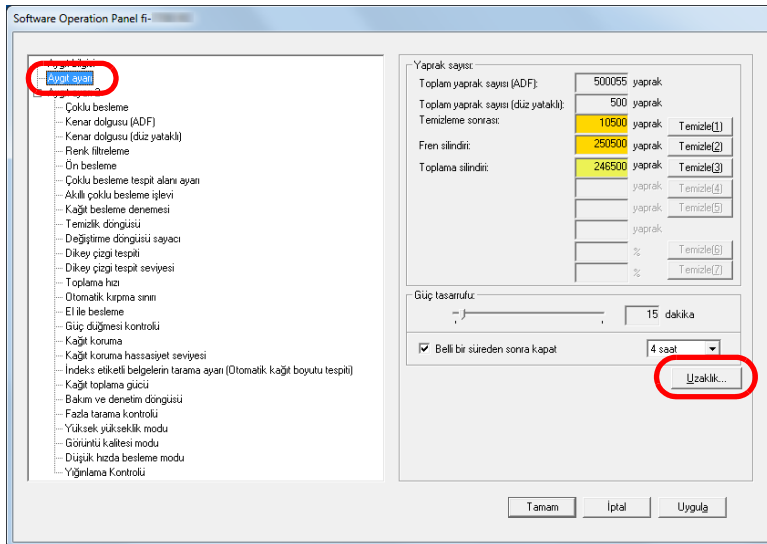 Software Operation Panel fi-
Aygıt bilgisi
Aygıt ayarı
Aygıt ayarı 2
Çoklu besleme
Kenar dolgusu (ADF)
Kenar dolgusu (düz yataklı)
Renk filtreleme
Ön besleme
Çoklu besleme tespit alanı ayarı
Akıllı çoklu besleme işlevi
Kağıt besleme denemesi
Temizlik döngüsü
Değiştirme döngüsü sayacı
Dikey çizgi tespiti
Dikey çizgi tespit seviyesi
Toplama hızı
Otomatik kırpma sınırı
El ile besleme
Güç düğmesi kontrolü
Kağıt koruma
Kağıt koruma hassasiyet seviyesi
İndeks etiketli belgelerin tarama ayarı (Otomatik kağıt boyutu tespiti)
Kağıt toplama gücü
Bakım ve denetim döngüsü
Fazla tarama kontrolü
Yüksek yükseklik modu
Görüntü kalitesi modu
Düşük hızda besleme modu
Yığınlama Kontrolü
Yaprak sayısı:
Toplam yaprak sayısı (ADF): 500055 yaprak
Toplam yaprak sayısı (düz yataklı): 500 yaprak
Temizleme sonrası: 10500 yaprak Temizle(1)
Fren silindiri: 250500 yaprak Temizle(2)
Toplama silindiri: 246500 yaprak Temizle(3)
yaprak Temizle(4)
yaprak Temizle(5)
yaprak
% Temizle(6)
% Temizle(7)
Güç tasarrufu:
15 dakika
Belli bir süreden sonra kapat 4 saat
Uzaklık...
Tamam İptal Uygula